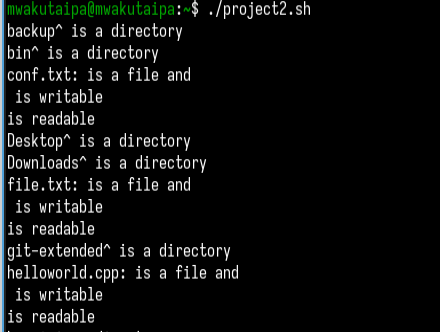 mwakutaipa@mwakutaipa:~$ ./project2.sh
backup^ is a directory
bin^ is a directory
conf.txt: is a file and
 is writable
is readable
Desktop^ is a directory
Downloads^ is a directory
file.txt: is a file and
 is writable
is readable
git-extended^ is a directory
helloworld.cpp: is a file and
 is writable
is readable